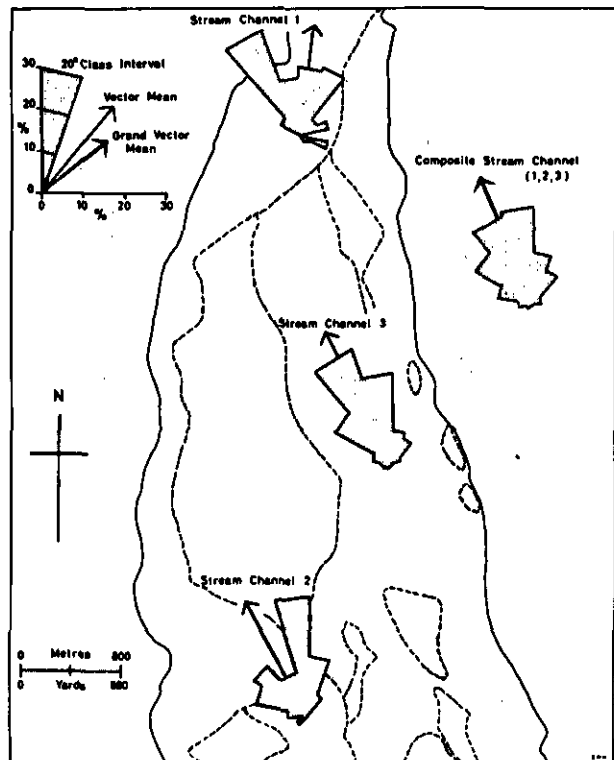 Stream Channel
1
30
20° Class Interval
Vector Mean
20
%
Grand Vector
Mean
10
0
0 10 20 30
%
Composite Stream Channel
(1,2,3)
Stream Channel 3
N
Stream Channel 2
0 Metres 800
0 Yards 880